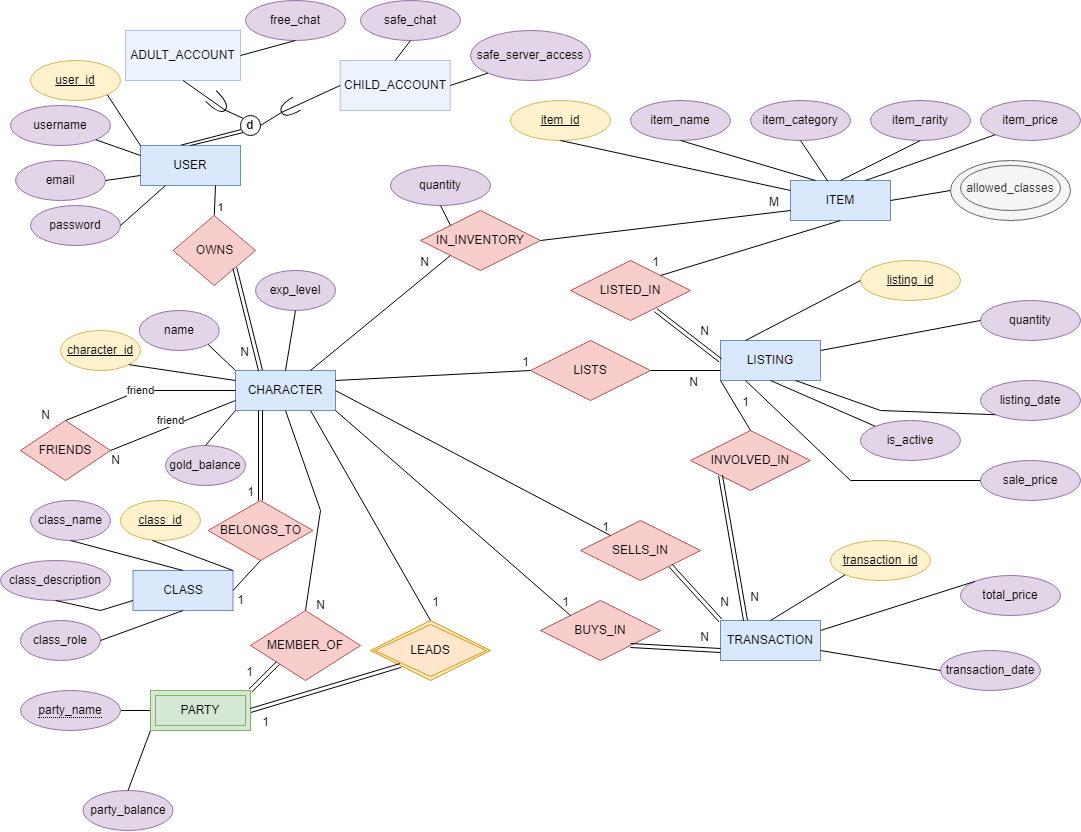 free_chat
safe_chat
ADULT_ACCOUNT
safe_server_access
user_id
CHILD_ACCOUNT
username
d
item_id
item_name
item_category
item_rarity
item_price
USER
email
quantity
allowed_classes
password
1
M
ITEM
OWNS
IN_INVENTORY
N
1
exp_level
LISTED_IN
listing_id
name
N
quantity
character_id
N
LISTING
1
LISTS
N
friend
CHARACTER
listing_date
N
friend
1
is_active
FRIENDS
N
gold_balance
INVOLVED_IN
sale_price
1
class_name
class_id
BELONGS_TO
1
SELLS_IN
transaction_id
class_description
CLASS
1
N
N
total_price
N
1
1
class_role
MEMBER_OF
LEADS
BUYS_IN
N
TRANSACTION
1
transaction_date
party_name
PARTY
1
party_balance